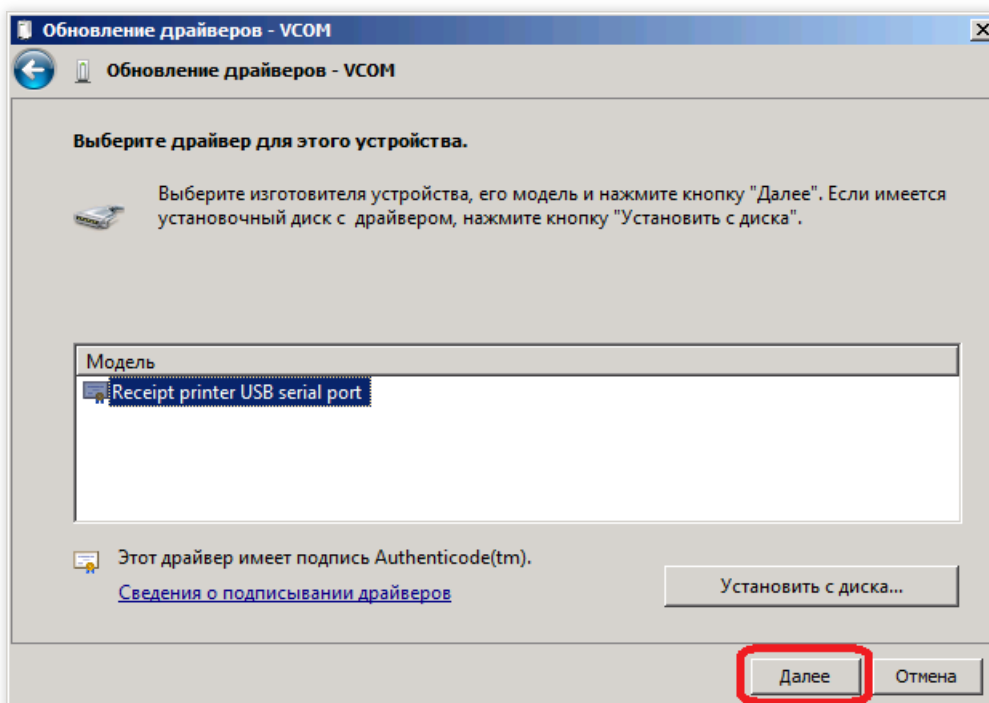 Обновление драйверов - VCOM
Обновление драйверов - VCOM
Выберите драйвер для этого устройства.
Выберите изготовителя устройства, его модель и нажмите кнопку "Далее". Если имеется
установочный диск с драйвером, нажмите кнопку "Установить с диска".
Модель
Receipt printer USB serial port
Этот драйвер имеет подпись Authenticode(tm).
Сведения о подписывании драйверов
Установить с диска...
Далее
Отмена